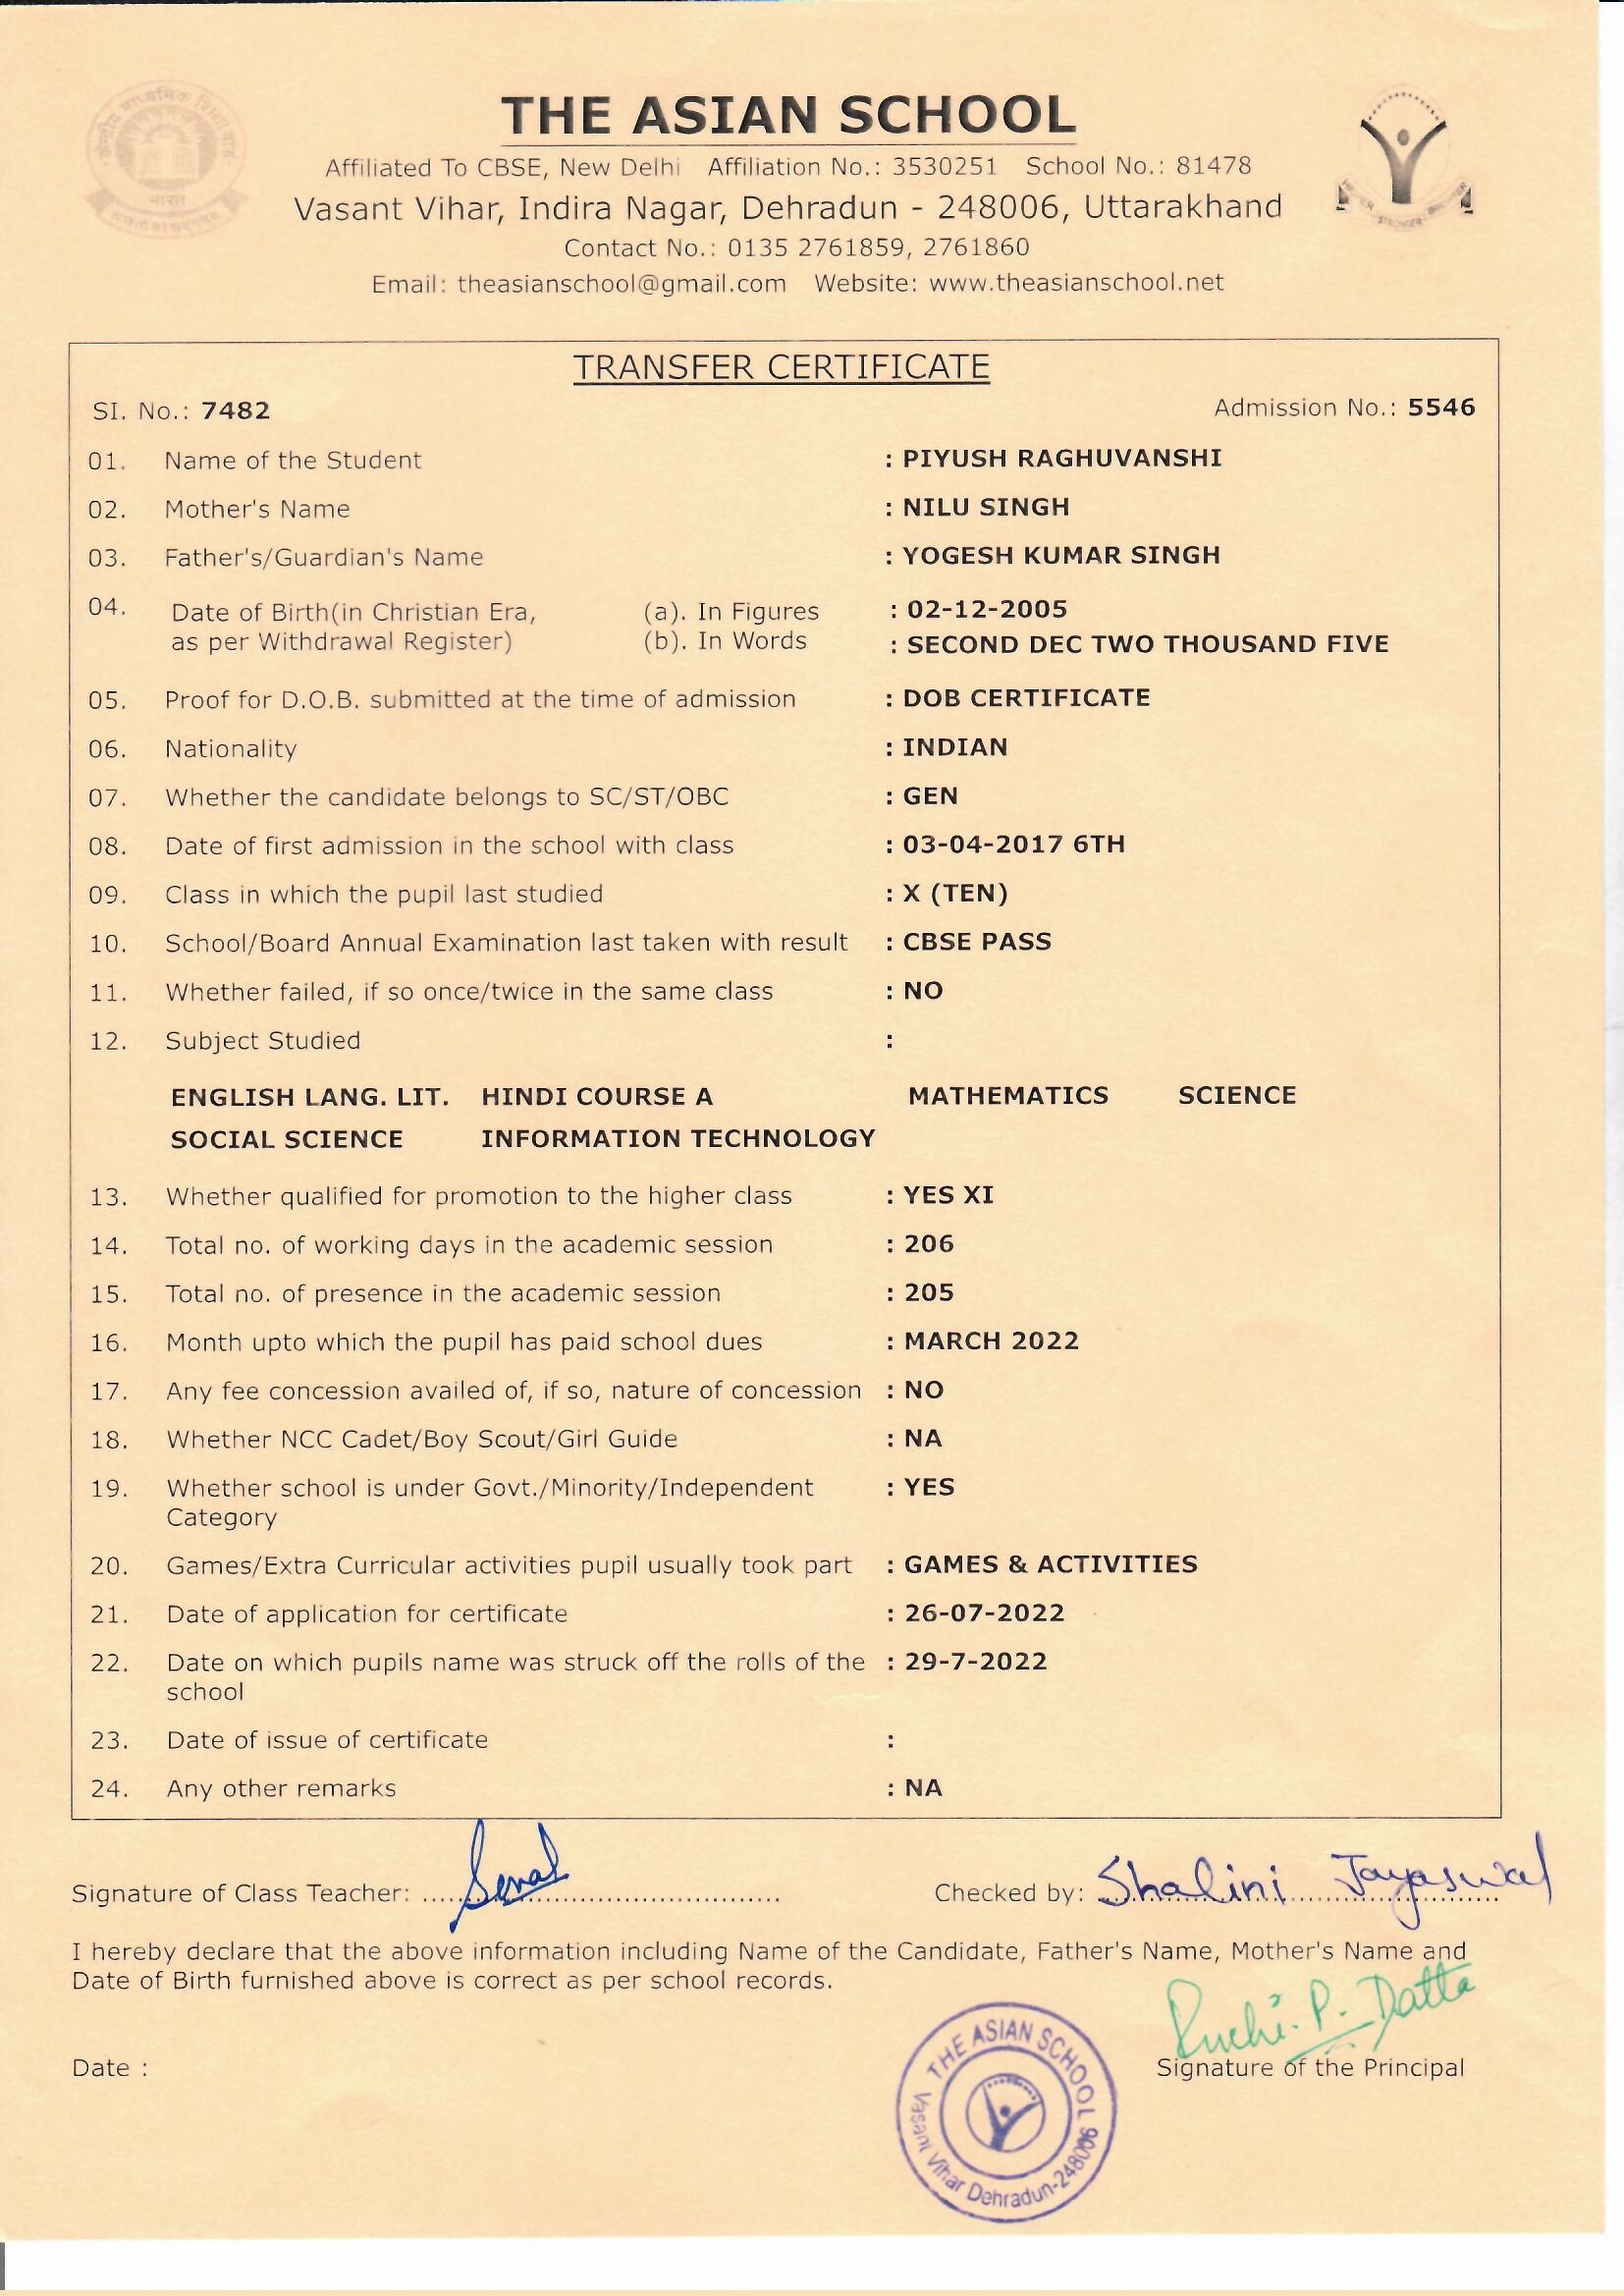 THE ASIAN SCHOOL
Affiliated To CBSE, New Delhi Affiliation No.: 3530251 School No.: 81478
Vasant Vihar, Indira Nagar, Dehradun - 248006, Uttarakhand
Contact No.: 0135 2761859, 2761860
Email: theasianschool@gmail.com Website: www.theasianschool.net
भारत
TRANSFER CERTIFICATE
SI. No.: 7482 Admission No.: 5546
01. Name of the Student : PIYUSH RAGHUVANSHI
02. Mother's Name : NILU SINGH
03. Father's/Guardian's Name : YOGESH KUMAR SINGH
04. Date of Birth(in Christian Era, (a). In Figures : 02-12-2005
as per Withdrawal Register) (b). In Words : SECOND DEC TWO THOUSAND FIVE
05. Proof for D.O.B. submitted at the time of admission : DOB CERTIFICATE
06. Nationality : INDIAN
07. Whether the candidate belongs to SC/ST/OBC : GEN
08. Date of first admission in the school with class : 03-04-2017 6TH
09. Class in which the pupil last studied : X (TEN)
10. School/Board Annual Examination last taken with result : CBSE PASS
11. Whether failed, if so once/twice in the same class : NO
12. Subject Studied :
ENGLISH LANG. LIT. HINDI COURSE A MATHEMATICS SCIENCE
SOCIAL SCIENCE INFORMATION TECHNOLOGY
13. Whether qualified for promotion to the higher class : YES XI
14. Total no. of working days in the academic session : 206
15. Total no. of presence in the academic session : 205
16. Month upto which the pupil has paid school dues : MARCH 2022
17. Any fee concession availed of, if so, nature of concession : NO
18. Whether NCC Cadet/Boy Scout/Girl Guide : NA
19. Whether school is under Govt./Minority/Independent : YES
Category
20. Games/Extra Curricular activities pupil usually took part : GAMES & ACTIVITIES
21. Date of application for certificate : 26-07-2022
22. Date on which pupils name was struck off the rolls of the : 29-7-2022
school
23. Date of issue of certificate :
24. Any other remarks : NA
Signature of Class Teacher: Checked by: Shalini Jayaswal
I hereby declare that the above information including Name of the Candidate, Father's Name, Mother's Name and
Date of Birth furnished above is correct as per school records.
Ruchi. P. Datta
Date : Signature of the Principal
THE ASIAN SCHOOL
Vasant Vihar Dehradun-248006